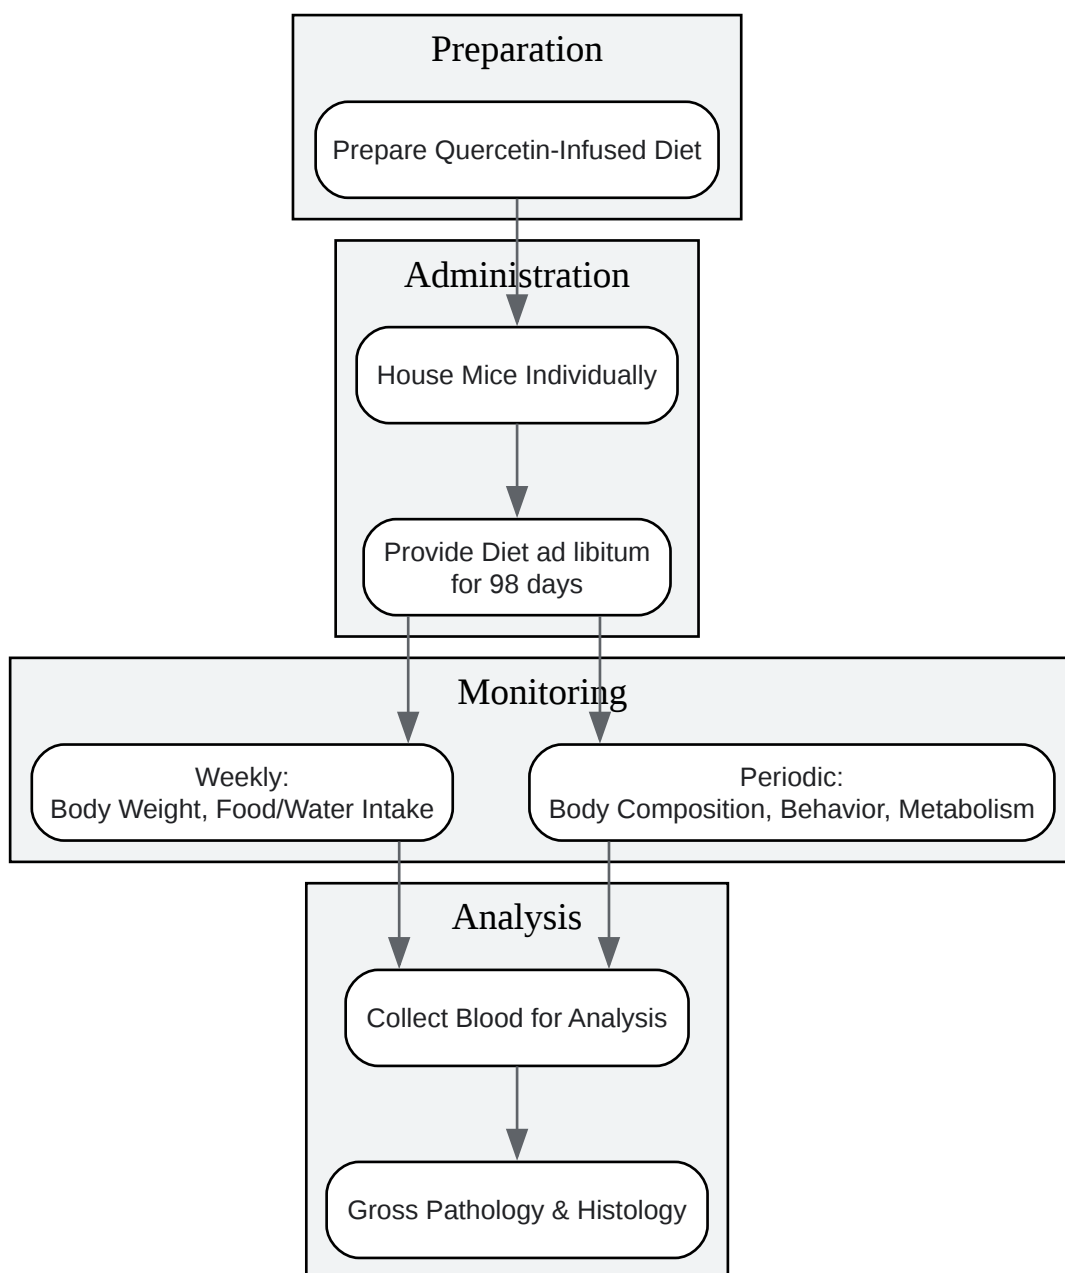 Preparation
Prepare Quercetin-Infused Diet
Administration
House Mice Individually
Provide Diet ad libitum
for 98 days
Monitoring
Weekly:
Body Weight, Food/Water Intake
Periodic:
Body Composition, Behavior, Metabolism
Analysis
Collect Blood for Analysis
Gross Pathology & Histology